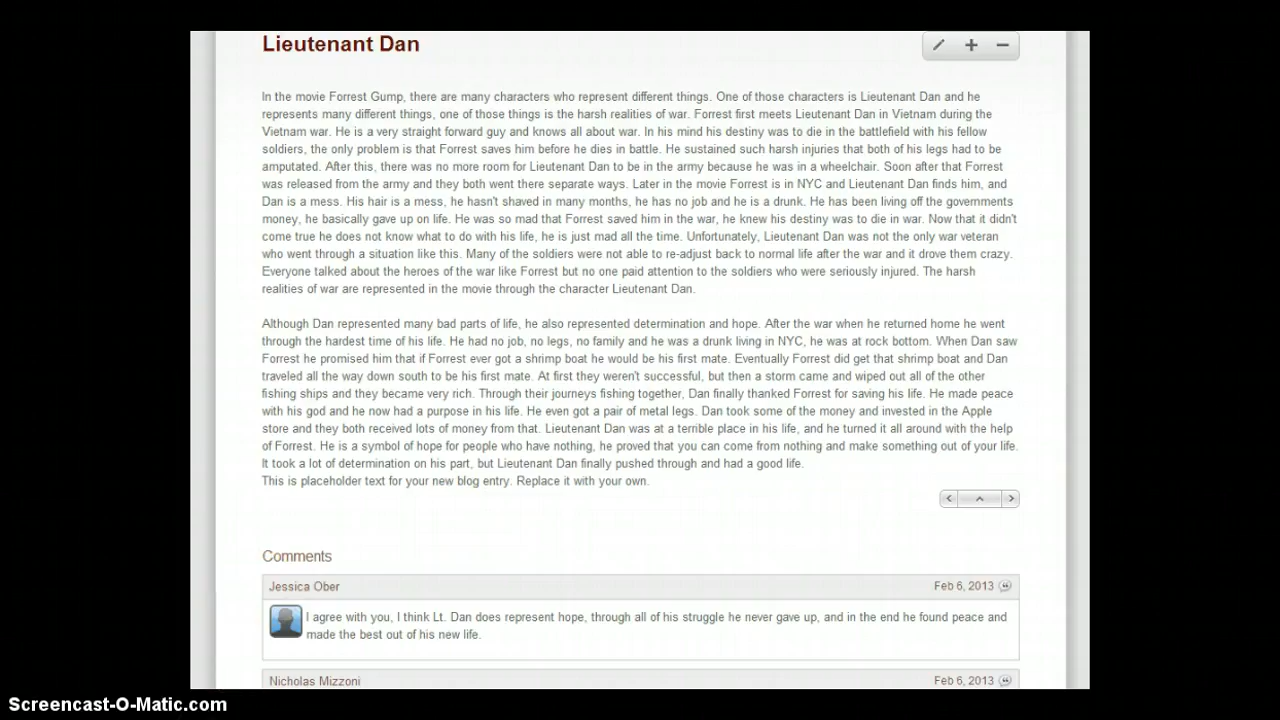 Lieutenant Dan
In the movie Forrest Gump, there are many characters who represent different things. One of those characters is Lieutenant Dan and he
represents many different things, one of those things is the harsh realities of war. Forrest first meets Lieutenant Dan in Vietnam during the
Vietnam war. He is a very straight forward guy and knows all about war. In his mind his destiny was to die in the battlefield with his fellow
soldiers, the only problem is that Forrest saves him before he dies in battle. He sustained such harsh injuries that both of his legs had to be
amputated. After this, there was no more room for Lieutenant Dan to be in the army because he was in a wheelchair. Soon after that Forrest
was released from the army and they both went there separate ways. Later in the movie Forrest is in NYC and Lieutenant Dan finds him, and
Dan is a mess. His hair is a mess, he hasn't shaved in many months, he has no job and he is a drunk. He has been living off the governments
money, he basically gave up on life. He was so mad that Forrest saved him in the war, he knew his destiny was to die in war. Now that it didn't
come true he does not know what to do with his life, he is just mad all the time. Unfortunately, Lieutenant Dan was not the only war veteran
who went through a situation like this. Many of the soldiers were not able to re-adjust back to normal life after the war and it drove them crazy.
Everyone talked about the heroes of the war like Forrest but no one paid attention to the soldiers who were seriously injured. The harsh
realities of war are represented in the movie through the character Lieutenant Dan.
Although Dan represented many bad parts of life, he also represented determination and hope. After the war when he returned home he went
through the hardest time of his life. He had no job, no legs, no family and he was a drunk living in NYC, he was at rock bottom. When Dan saw
Forrest he promised him that if Forrest ever got a shrimp boat he would be his first mate. Eventually Forrest did get that shrimp boat and Dan
traveled all the way down south to be his first mate. At first they weren't successful, but then a storm came and wiped out all of the other
fishing ships and they became very rich. Through their journeys fishing together, Dan finally thanked Forrest for saving his life. He made peace
with his god and he now had a purpose in his life. He even got a pair of metal legs. Dan took some of the money and invested in the Apple
store and they both received lots of money from that. Lieutenant Dan was at a terrible place in his life, and he turned it all around with the help
of Forrest. He is a symbol of hope for people who have nothing, he proved that you can come from nothing and make something out of your life.
It took a lot of determination on his part, but Lieutenant Dan finally pushed through and had a good life.
This is placeholder text for your new blog entry. Replace it with your own.
Comments
Jessica Ober Feb 6, 2013
I agree with you, I think Lt. Dan does represent hope, through all of his struggle he never gave up, and in the end he found peace and
made the best out of his new life.
Nicholas Mizzoni Feb 6, 2013
Screencast-O-Matic.com